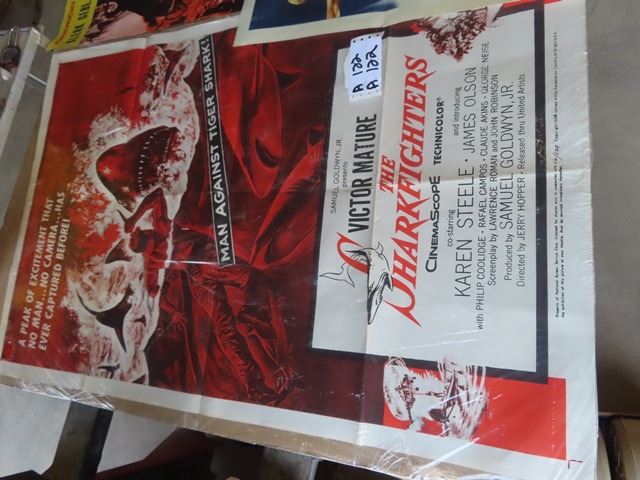 A PEAK OF EXCITEMENT THAT
NO MAN...NO CAMERA...HAS
EVER CAPTURED BEFORE!
MAN AGAINST TIGER SHARK!
A 122
A 122
SAMUEL GOLDWYN, JR.
presents
VICTOR MATURE
THE
SHARKFIGHTERS
CINEMASCOPE TECHNICOLOR®
co-starring and introducing
KAREN STEELE · JAMES OLSON
with PHILIP COOLIDGE · RAFAEL CAMPOS · CLAUDE AKINS · GEORGE NEISE
Screenplay by LAWRENCE ROMAN and JOHN ROBINSON
Produced by SAMUEL GOLDWYN, JR.
Directed by JERRY HOPPER · Released thru United Artists